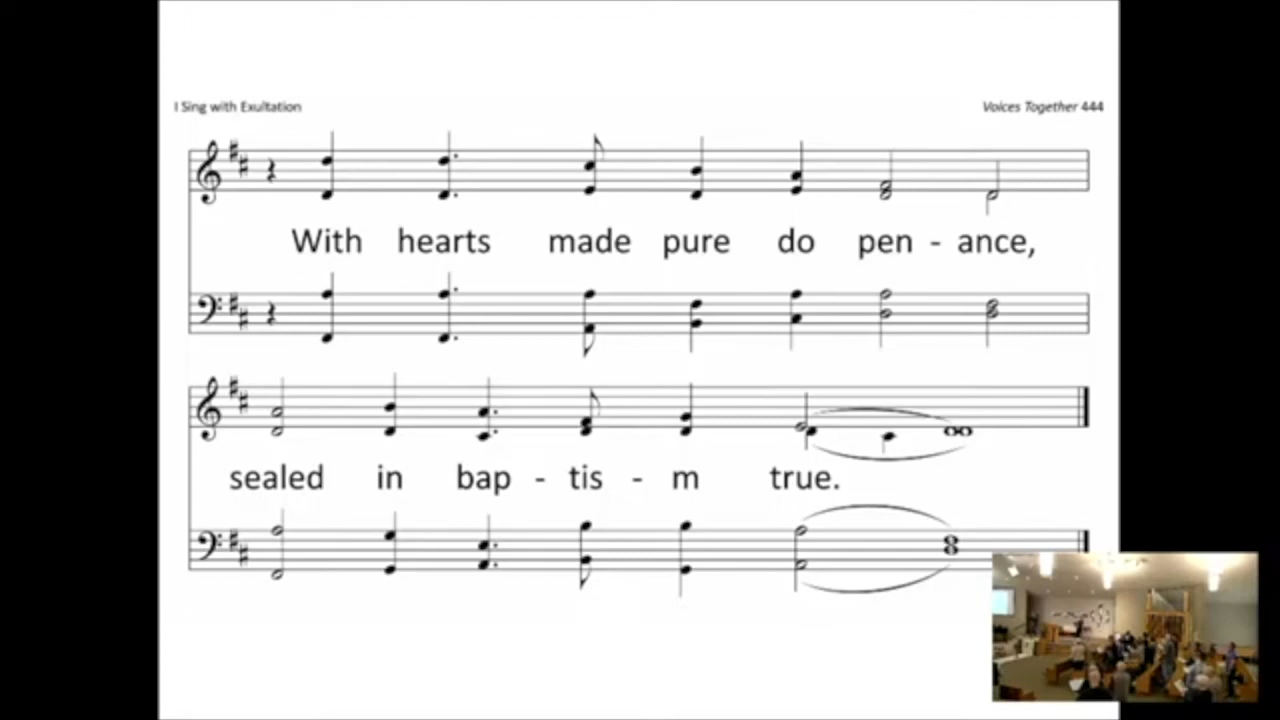 I Sing with Exultation
Voices Together 444
With hearts made pure do pen - ance,
sealed in bap - tis - m true.